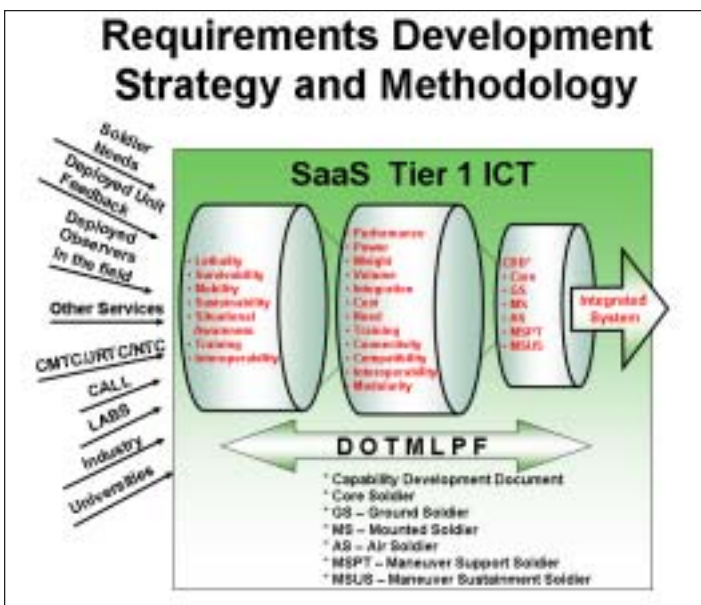 Requirements Development
Strategy and Methodology
Soldier
Needs
Deployed Unit
Feedback
Deployed
Observers
In the field
Other Services
CMTC/JRTC/NTC
CALL
LABS
Industry
Universities
SaaS Tier 1 ICT
• Lethality
• Survivability
• Mobility
• Sustainability
• Situational
Awareness
• Training
• Interoperability
• Performance
• Power
• Weight
• Volume
• Integration
• Cost
• Need
• Training
• Connectivity
• Compatibility
• Interoperability
• Modularity
CDD*
• Core
• GS
• MS
• AS
• MSPT
• MSUS
Integrated
System
DOTMLPF
* Capability Development Document
* Core Soldier
* GS – Ground Soldier
* MS – Mounted Soldier
* AS – Air Soldier
* MSPT – Maneuver Support Soldier
* MSUS – Maneuver Sustainment Soldier